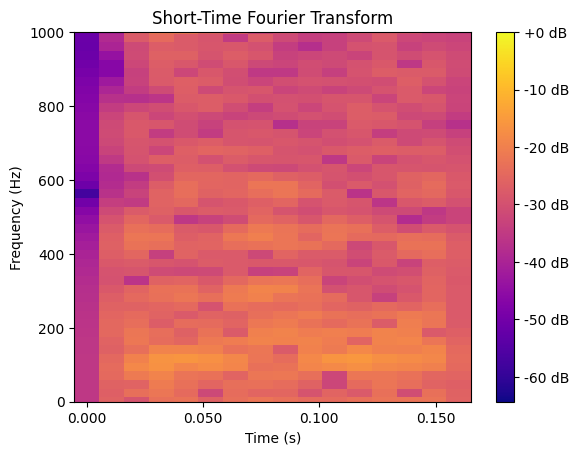 Short-Time Fourier Transform
Frequency (Hz)
1000
800
600
400
200
0
0.000 0.050 0.100 0.150
Time (s)
+0 dB
-10 dB
-20 dB
-30 dB
-40 dB
-50 dB
-60 dB